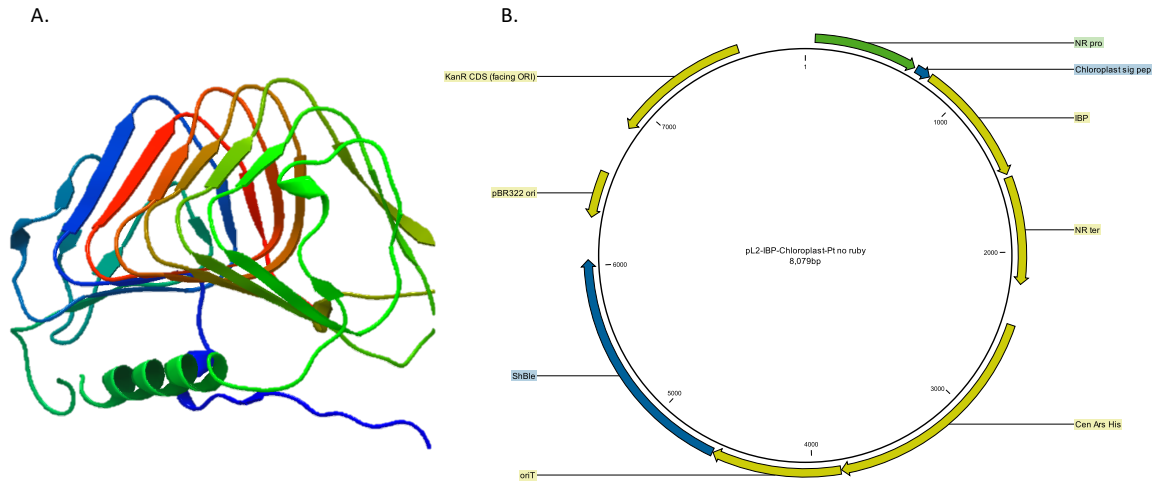 A.
B.
NR pro
1
KanR CDS (facing ORI)
Chloroplast sig pep
1000
IBP
7000
pBR322 ori
NR ter
pL2-IBP-Chloroplast-Pt no ruby
8,079bp
2000
6000
ShBle
5000
3000
Cen Ars His
4000
oriT